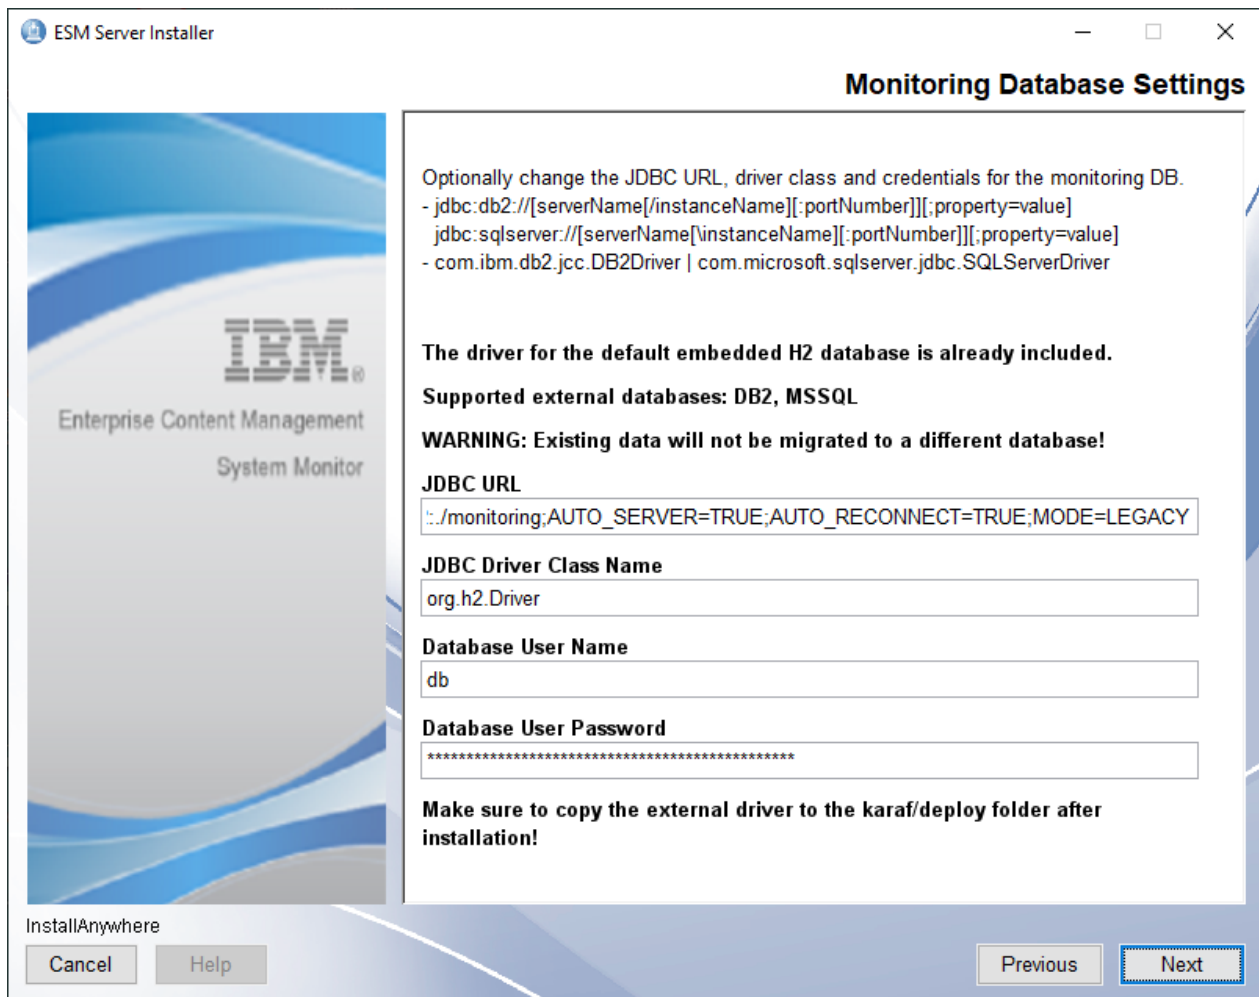 ESM Server Installer
Monitoring Database Settings
Optionally change the JDBC URL, driver class and credentials for the monitoring DB.
- jdbc:db2://[serverName[/instanceName][:portNumber]][;property=value]
jdbc:sqlserver://[serverName[\instanceName][:portNumber]][;property=value]
- com.ibm.db2.jcc.DB2Driver | com.microsoft.sqlserver.jdbc.SQLServerDriver
IBM®
Enterprise Content Management
System Monitor
The driver for the default embedded H2 database is already included.
Supported external databases: DB2, MSSQL
WARNING: Existing data will not be migrated to a different database!
JDBC URL
:./monitoring;AUTO_SERVER=TRUE;AUTO_RECONNECT=TRUE;MODE=LEGACY
JDBC Driver Class Name
org.h2.Driver
Database User Name
db
Database User Password
***********************************************
Make sure to copy the external driver to the karaf/deploy folder after
installation!
InstallAnywhere
Cancel
Help
Previous
Next